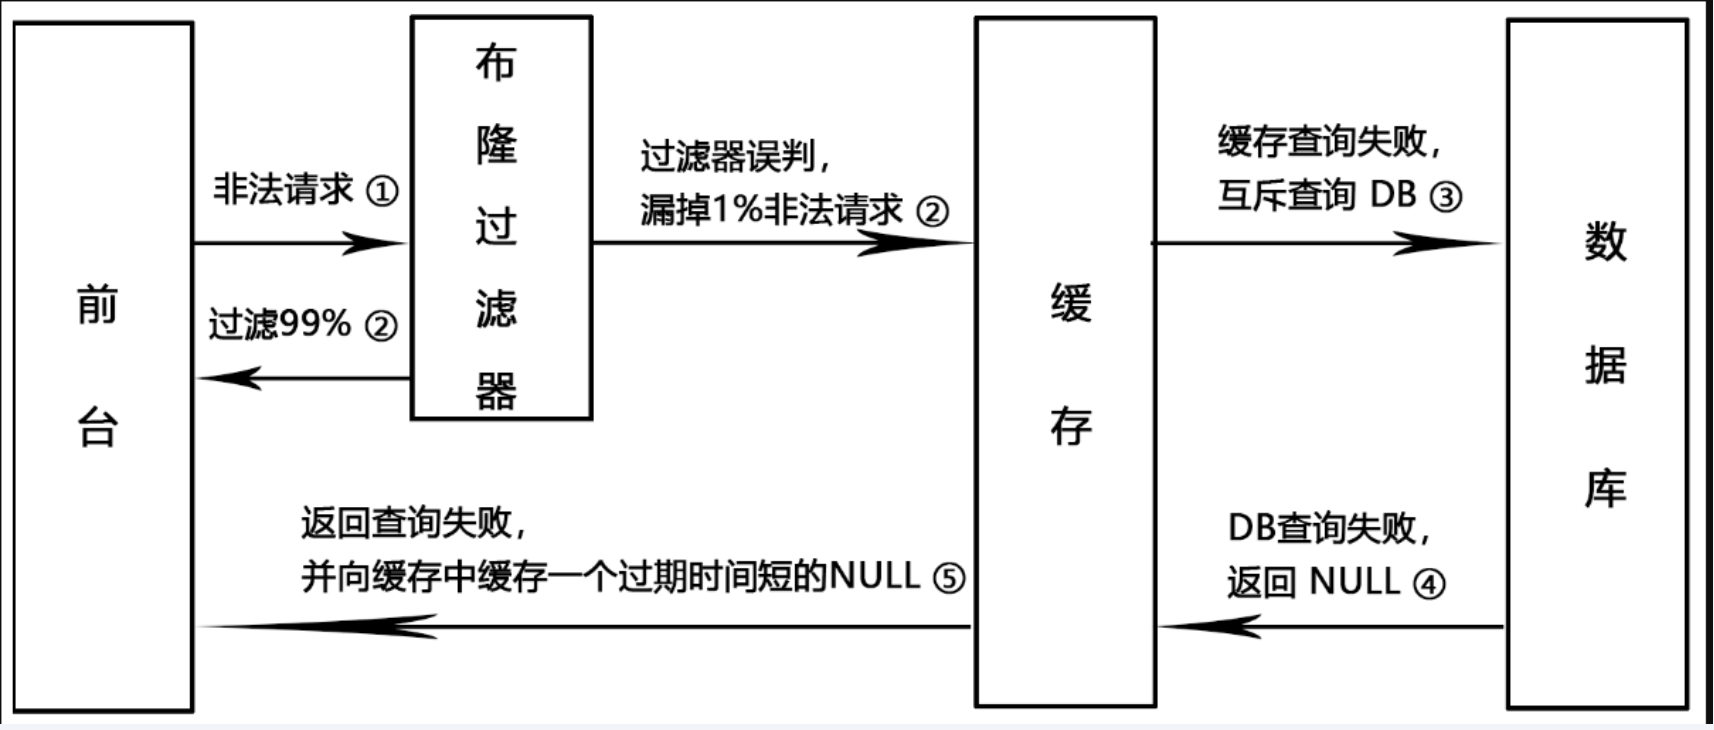 前台
非法请求 ①
过滤99% ②
布隆过滤器
过滤器误判，
漏掉1%非法请求 ②
缓存
缓存查询失败，
互斥查询 DB ③
数据库
DB查询失败，
返回 NULL ④
返回查询失败，
并向缓存中缓存一个过期时间短的NULL ⑤